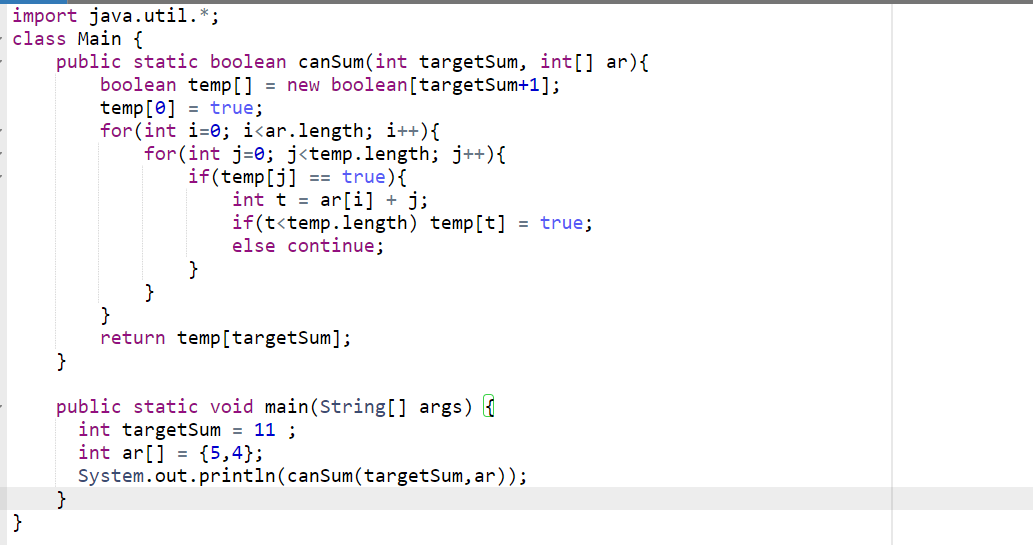 import java.util.*;
class Main {
    public static boolean canSum(int targetSum, int[] ar){
        boolean temp[] = new boolean[targetSum+1];
        temp[0] = true;
        for(int i=0; i<ar.length; i++){
            for(int j=0; j<temp.length; j++){
                if(temp[j] == true){
                    int t = ar[i] + j;
                    if(t<temp.length) temp[t] = true;
                    else continue;
                }
            }
        }
        return temp[targetSum];
    }

    public static void main(String[] args) {
      int targetSum = 11 ;
      int ar[] = {5,4};
      System.out.println(canSum(targetSum,ar));
    }
}